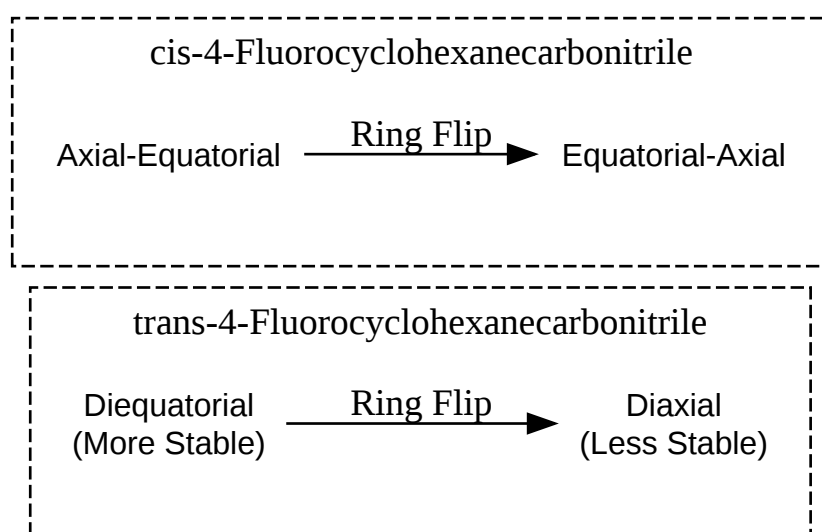 cis-4-Fluorocyclohexanecarbonitrile
Ring Flip
Axial-Equatorial
Equatorial-Axial
trans-4-Fluorocyclohexanecarbonitrile
Ring Flip
Diequatorial
(More Stable)
Diaxial
(Less Stable)